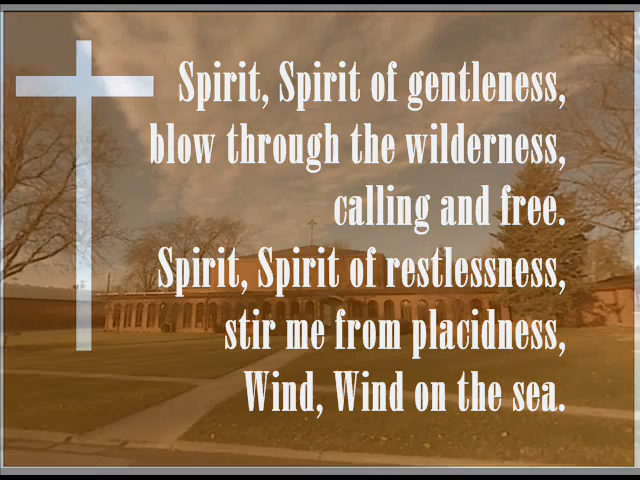 Spirit, Spirit of gentleness,
blow through the wilderness,
calling and free.
Spirit, Spirit of restlessness,
stir me from placidness,
Wind, Wind on the sea.